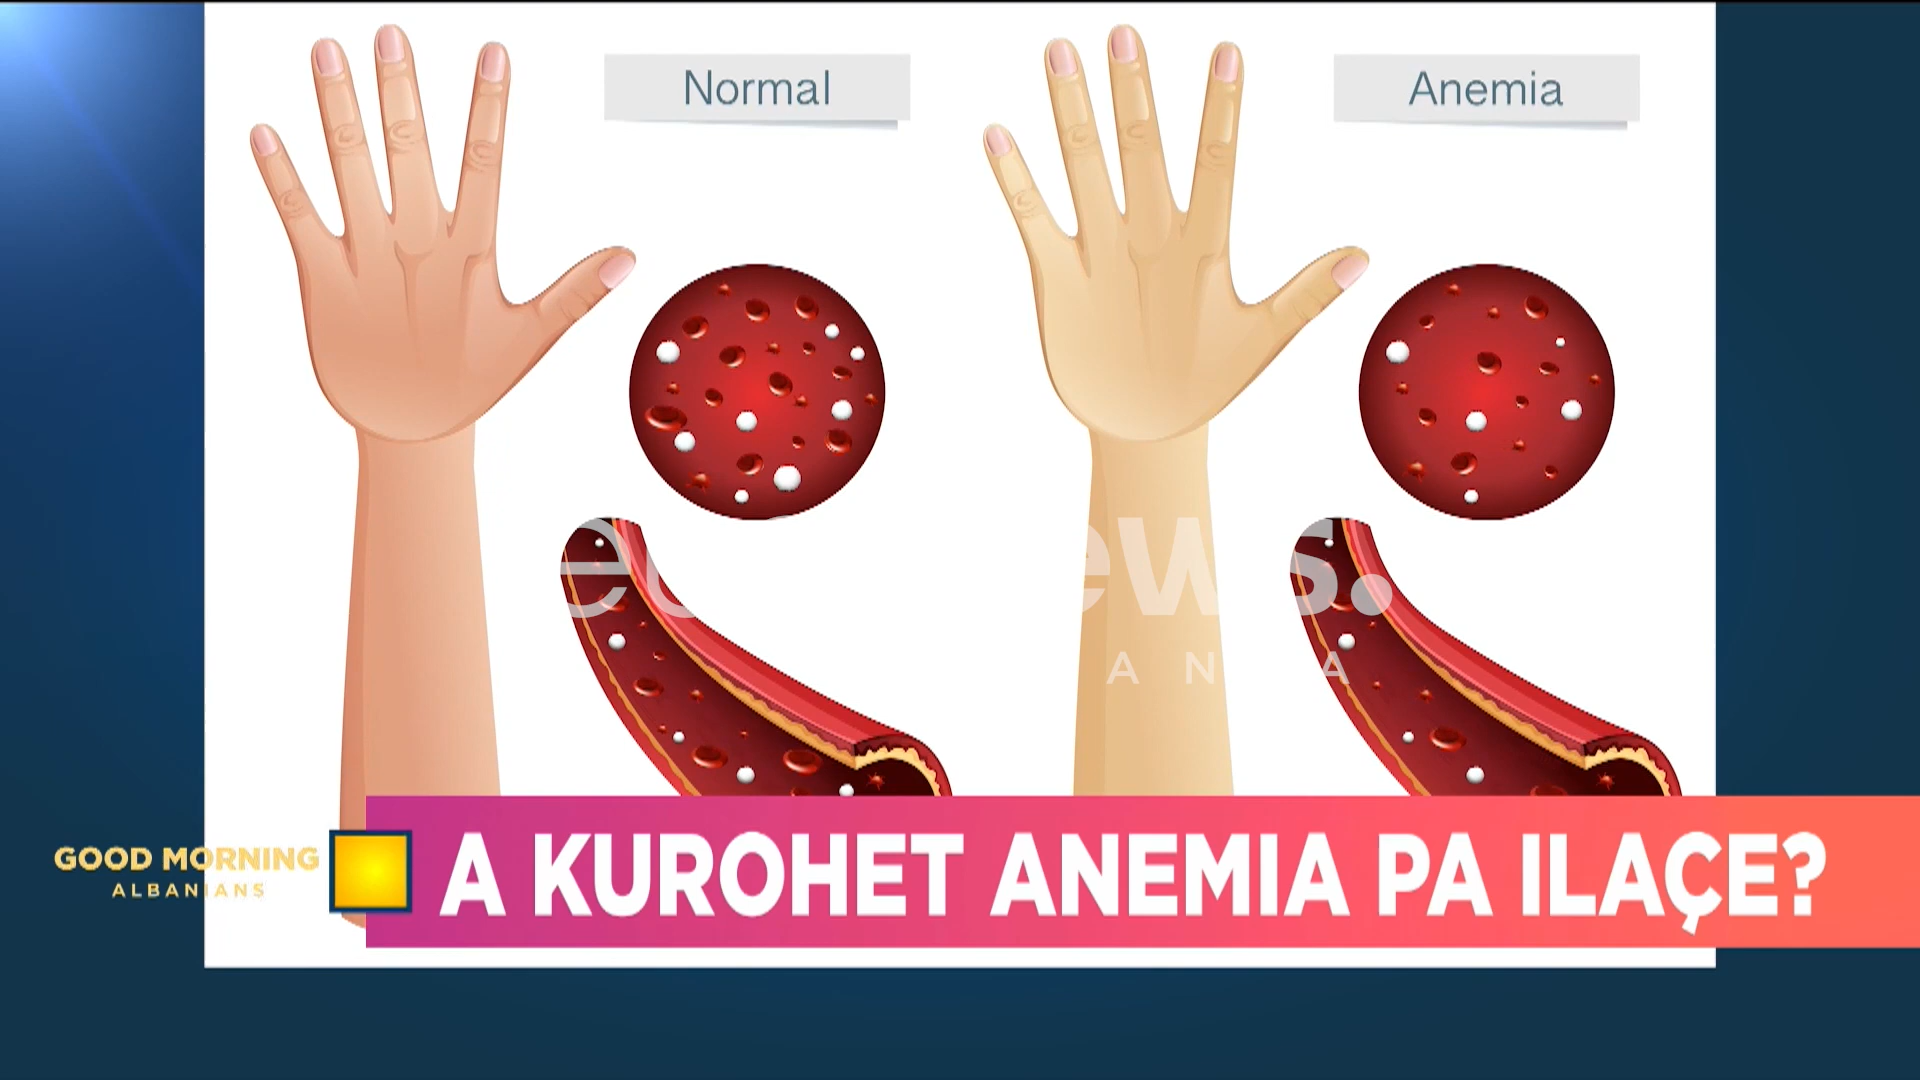 Normal
Anemia
GOOD MORNING
ALBANIANS
A KUROHET ANEMIA PA ILAÇE?